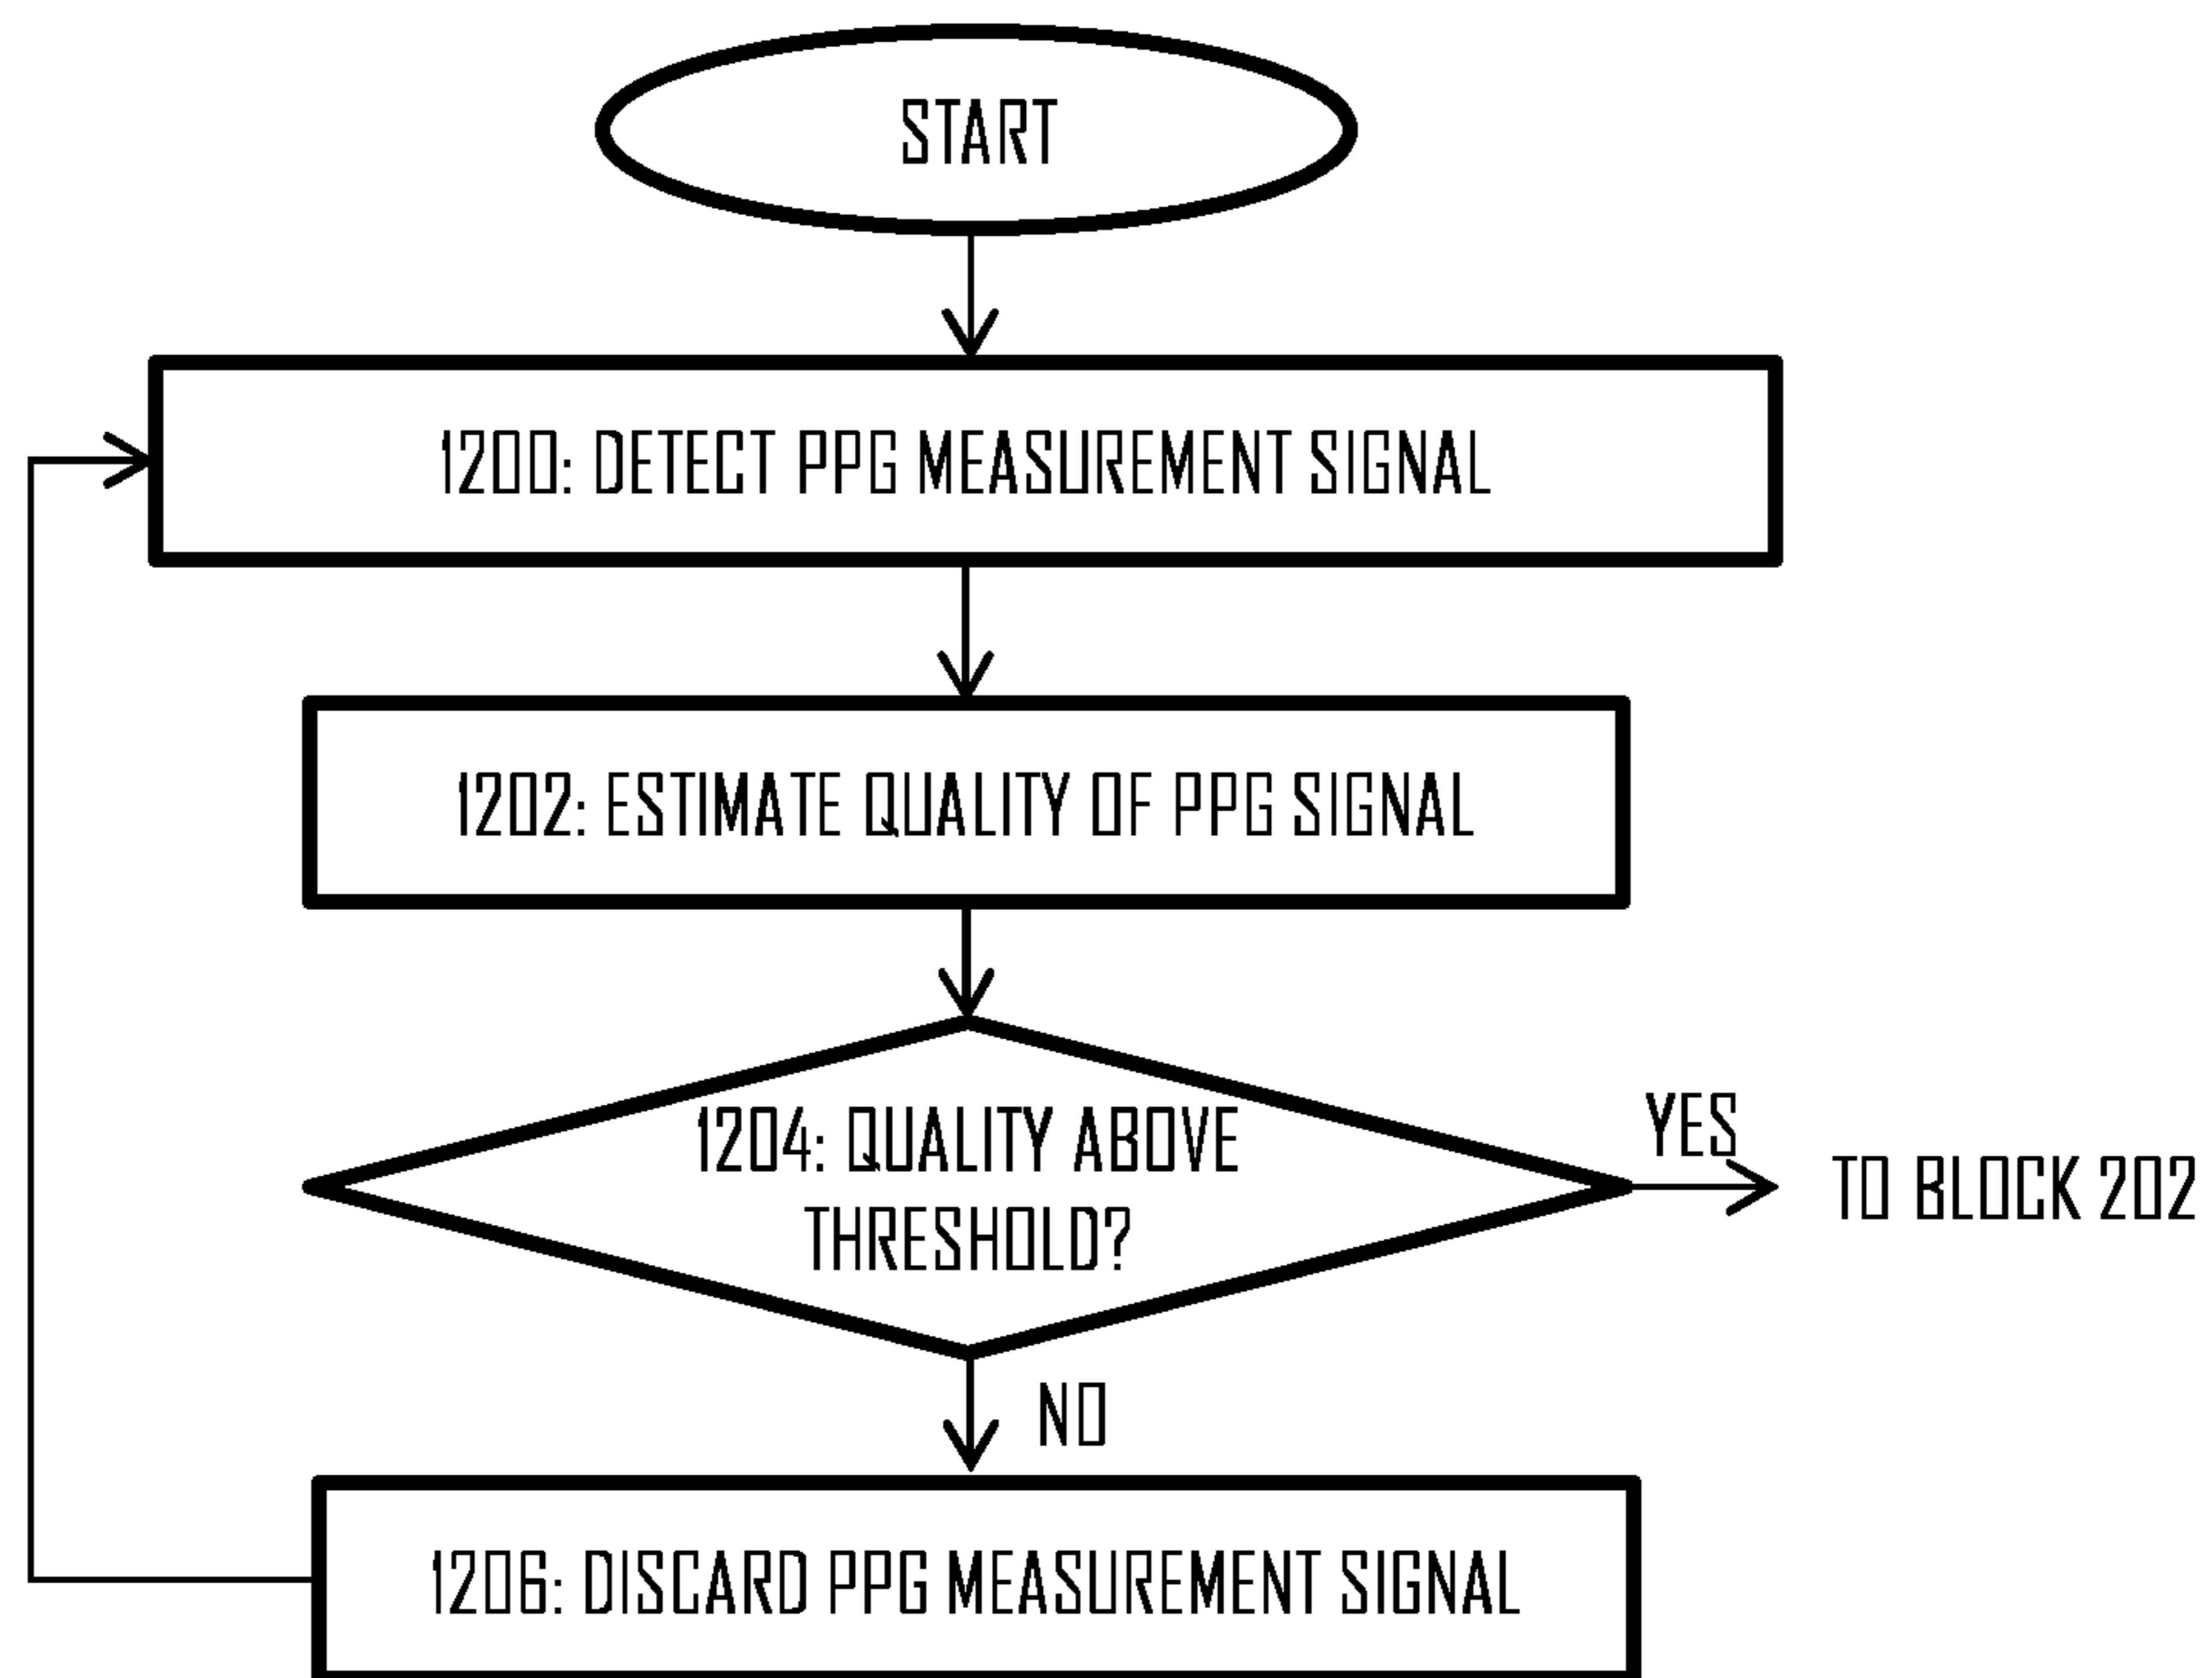 START
1200: DETECT PPG MEASUREMENT SIGNAL
1202: ESTIMATE QUALITY OF PPG SIGNAL
1204: QUALITY ABOVE
THRESHOLD?
YES
TO BLOCK 202
NO
1206: DISCARD PPG MEASUREMENT SIGNAL